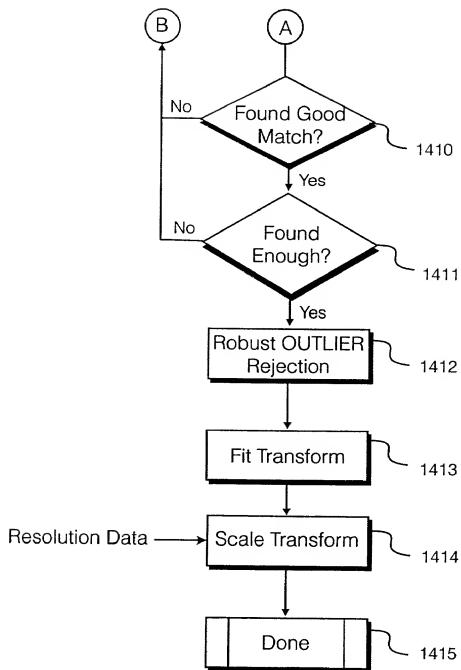 B
A
No
Found Good
Match?
1410
Yes
No
Found
Enough?
1411
Yes
Robust OUTLIER
Rejection
1412
Fit Transform
1413
Resolution Data
Scale Transform
1414
Done
1415